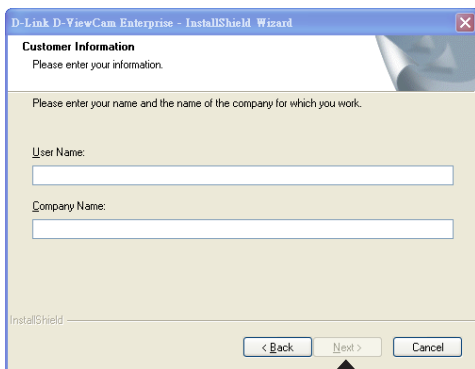 D-Link D-ViewCam Enterprise - InstallShield Wizard
Customer Information
Please enter your information.
Please enter your name and the name of the company for which you work.
User Name:
Company Name:
InstallShield
< Back
Next >
Cancel